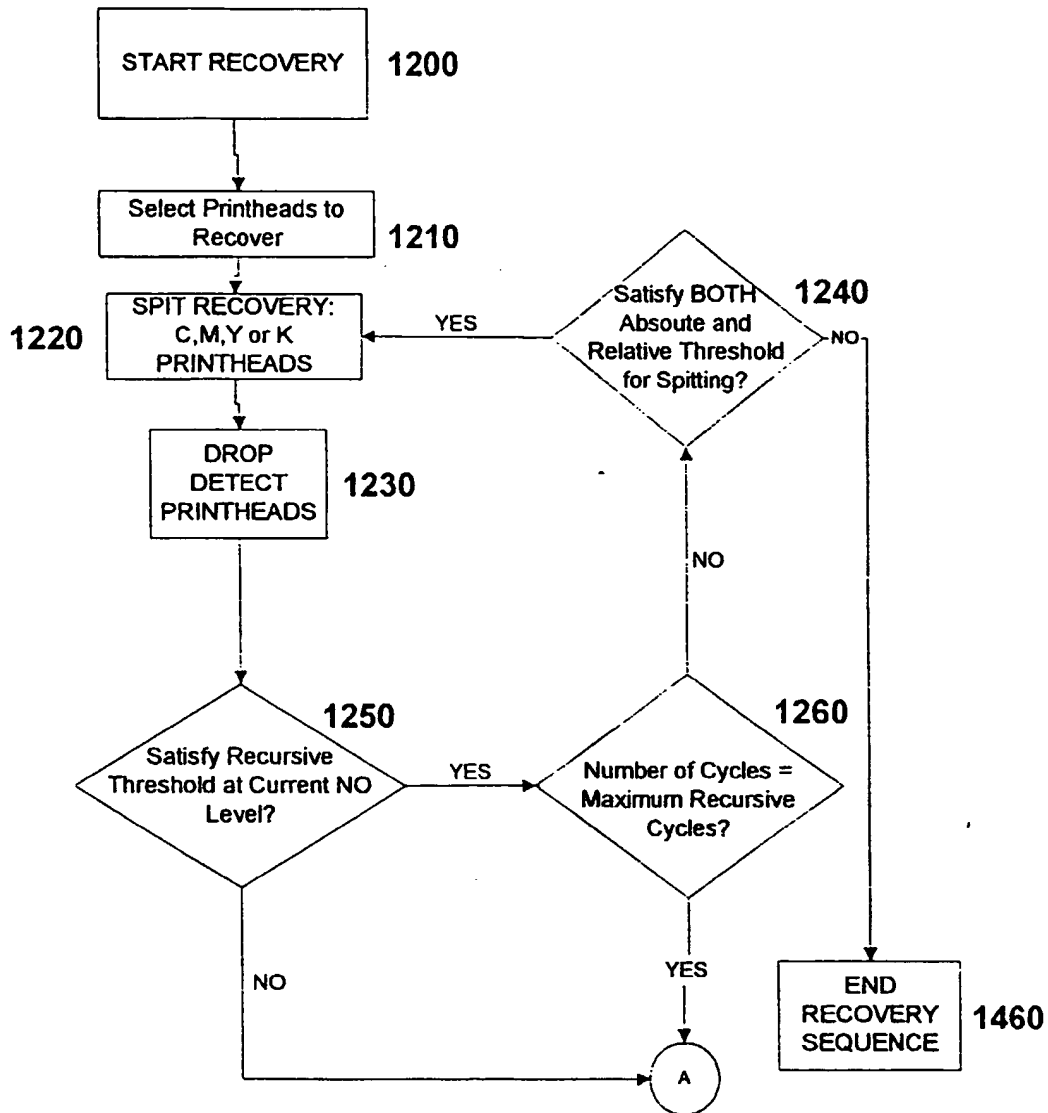 START RECOVERY
1200
Select Printheads to
Recover
1210
SPIT RECOVERY:
C,M,Y or K
PRINTHEADS
1220
YES
Satisfy BOTH
Absoute and
Relative Threshold
for Spitting?
1240
NO
DROP
DETECT
PRINTHEADS
1230
NO
Satisfy Recursive
Threshold at Current NO
Level?
1250
YES
Number of Cycles =
Maximum Recursive
Cycles?
1260
NO
YES
END
RECOVERY
SEQUENCE
1460
A